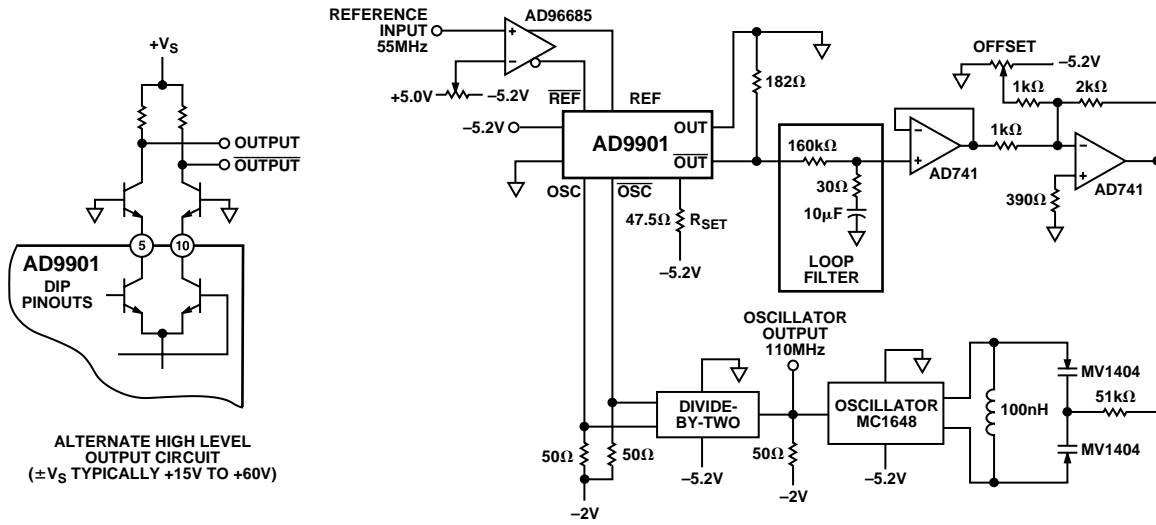 +VS
OUTPUT
OUTPUT
5
10
AD9901
DIP
PINOUTS
ALTERNATE HIGH LEVEL
OUTPUT CIRCUIT
(±VS TYPICALLY +15V TO +60V)
REFERENCE
INPUT
55MHz
AD96685
+
–
+5.0V
–5.2V
REF
REF
–5.2V
AD9901
OUT
OUT
OSC
OSC
47.5Ω
RSET
–5.2V
182Ω
160kΩ
30Ω
10μF
LOOP
FILTER
–
+
AD741
OFFSET
–5.2V
1kΩ
2kΩ
1kΩ
–
+
AD741
390Ω
OSCILLATOR
OUTPUT
110MHz
DIVIDE-
BY-TWO
–5.2V
50Ω
50Ω
–2V
50Ω
–2V
OSCILLATOR
MC1648
–5.2V
100nH
MV1404
51kΩ
MV1404